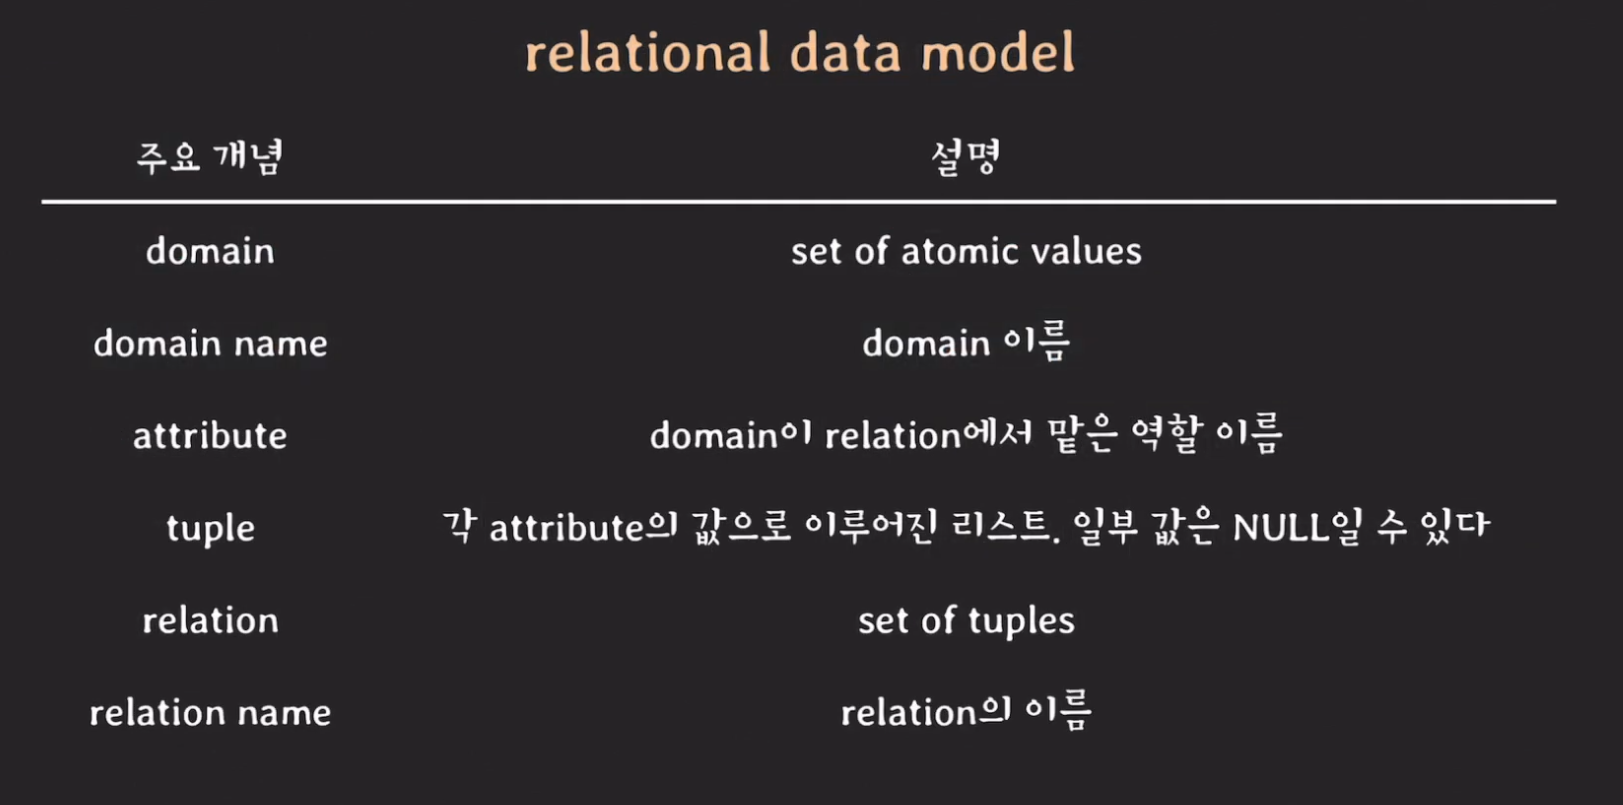 relational data model
주요 개념 설명
domain set of atomic values
domain name domain 이름
attribute domain이 relation에서 맡은 역할 이름
tuple 각 attribute의 값으로 이루어진 리스트. 일부 값은 NULL일 수 있다
relation set of tuples
relation name relation의 이름